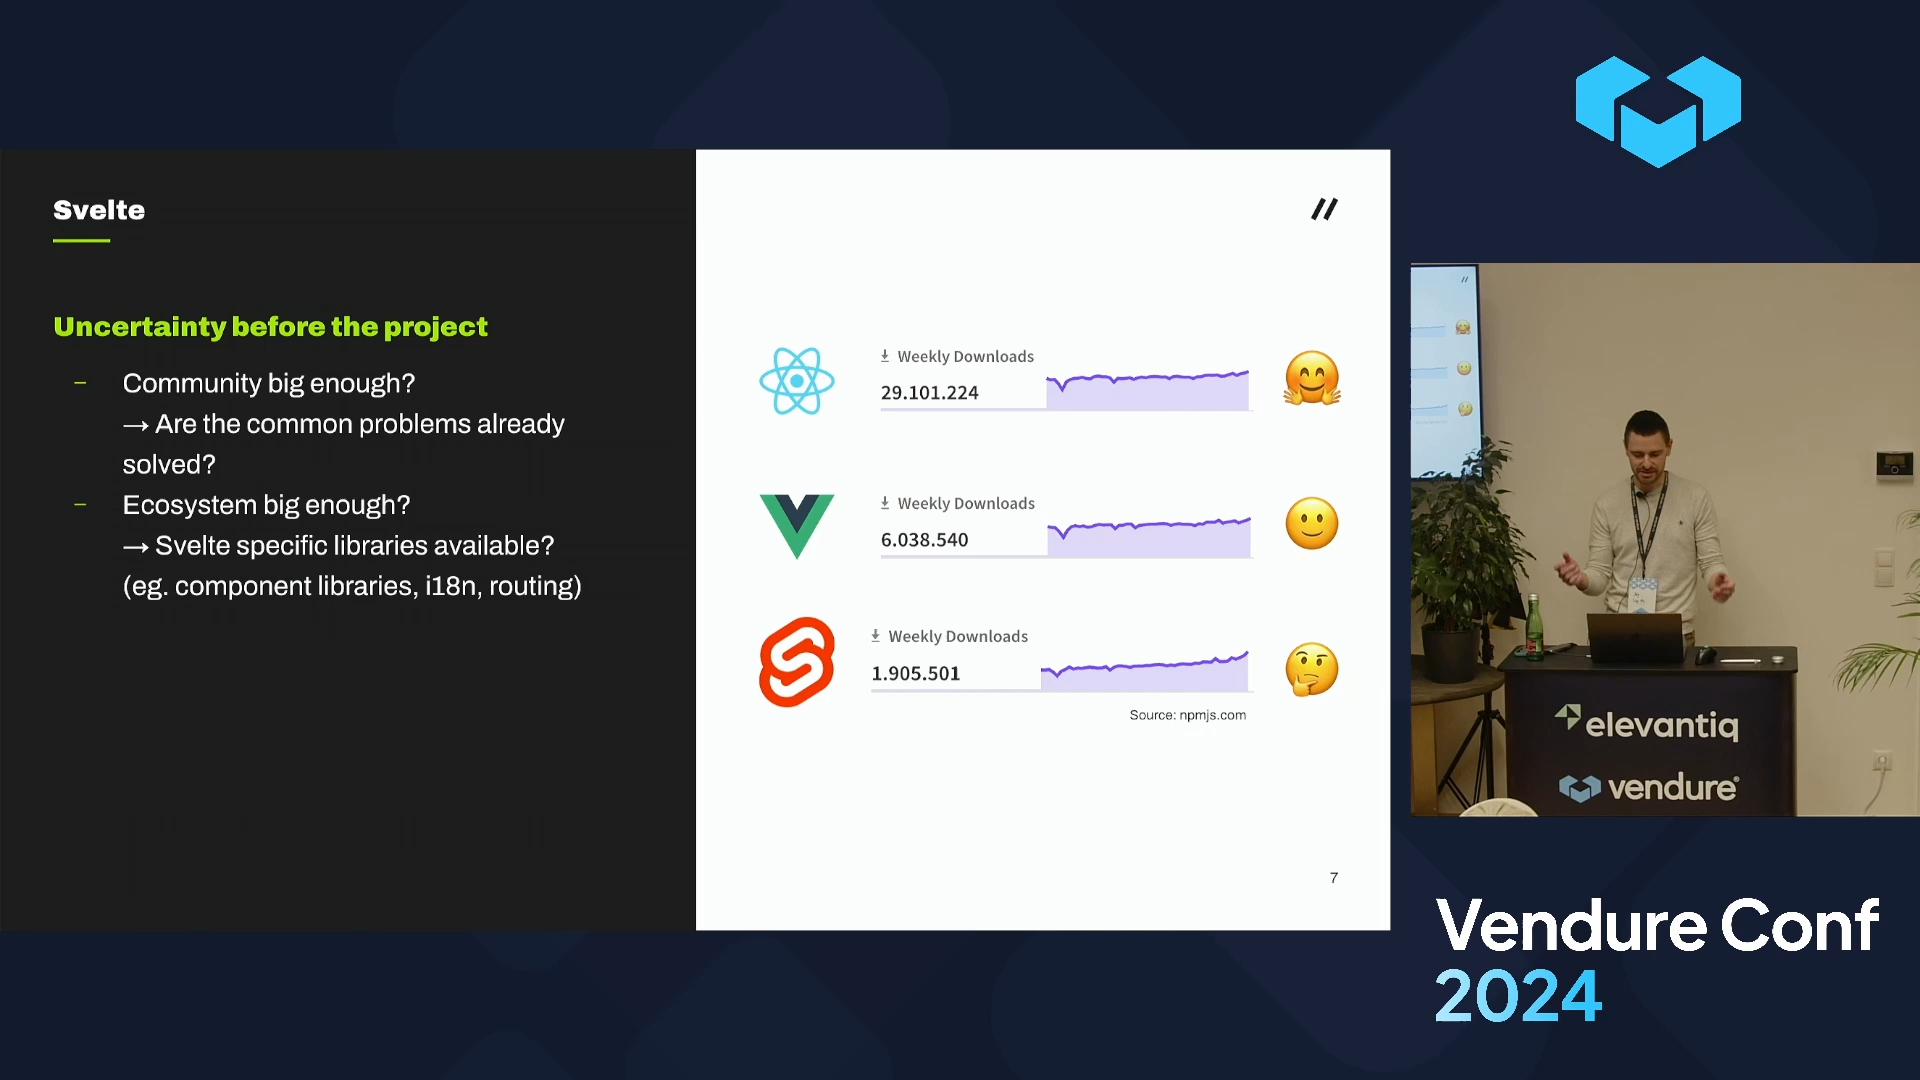 Svelte
Uncertainty before the project
– Community big enough?
→ Are the common problems already
solved?
– Ecosystem big enough?
→ Svelte specific libraries available?
(eg. component libraries, i18n, routing)
//
Weekly Downloads
29.101.224
Weekly Downloads
6.038.540
Weekly Downloads
1.905.501
Source: npmjs.com
7
elevantiq
vendure®
Vendure Conf
2024